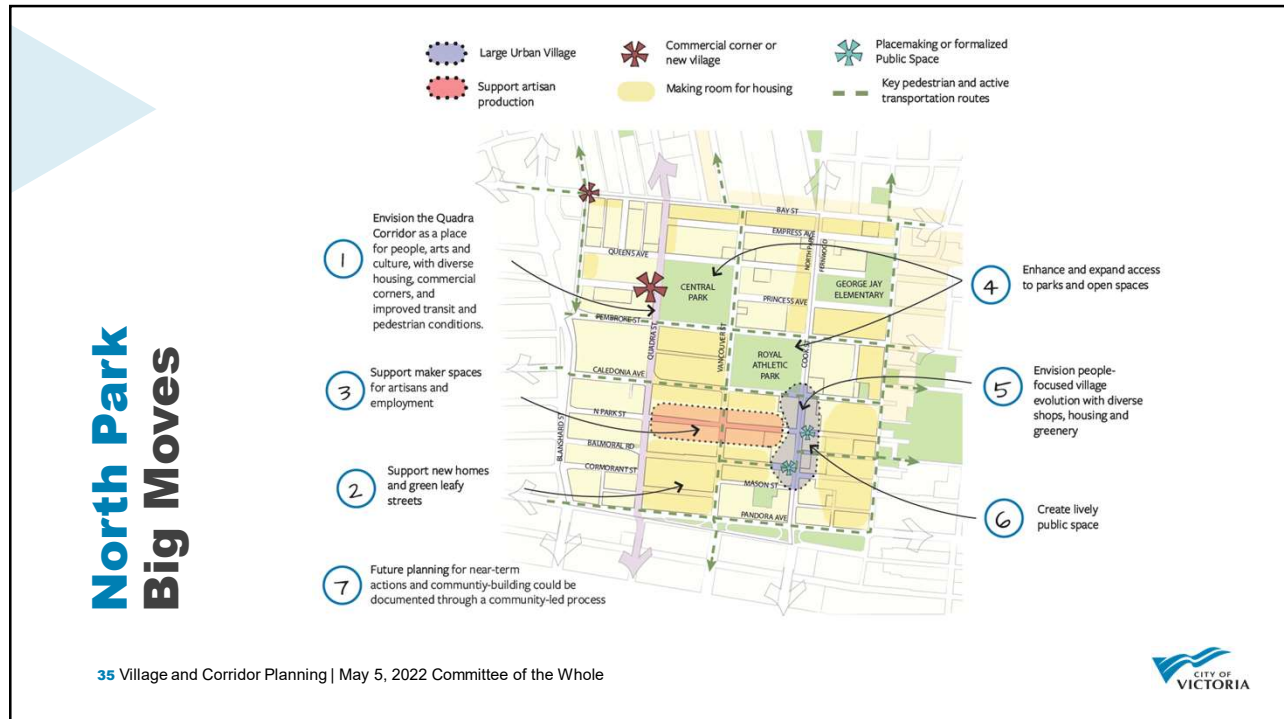 Large Urban Village
Commercial corner or
new village
Placemaking or formalized
Public Space
Support artisan
production
Making room for housing
Key pedestrian and active
transportation routes
North Park
Big Moves
1
Envision the Quadra
Corridor as a place
for people, arts and
culture, with diverse
housing, commercial
corners, and
improved transit and
pedestrian conditions.
3
Support maker spaces
for artisans and
employment
2
Support new homes
and green leafy
streets
7
Future planning for near-term
actions and communtiy-building could be
documented through a community-led process
BAY ST
EMPRESS AVE
QUEENS AVE
NORTH PARK
FERNWOOD
CENTRAL
PARK
GEORGE JAY
ELEMENTARY
PRINCESS AVE
PEMBROKE ST
QUADRA ST
VANCOUVER ST
ROYAL
ATHLETIC
PARK
COOK ST
CALEDONIA AVE
N PARK ST
BLANSHARD ST
BALMORAL RD
CORMORANT ST
MASON ST
PANDORA AVE
4
Enhance and expand access
to parks and open spaces
5
Envision people-
focused village
evolution with diverse
shops, housing and
greenery
6
Create lively
public space
35 Village and Corridor Planning | May 5, 2022 Committee of the Whole
CITY OF
VICTORIA